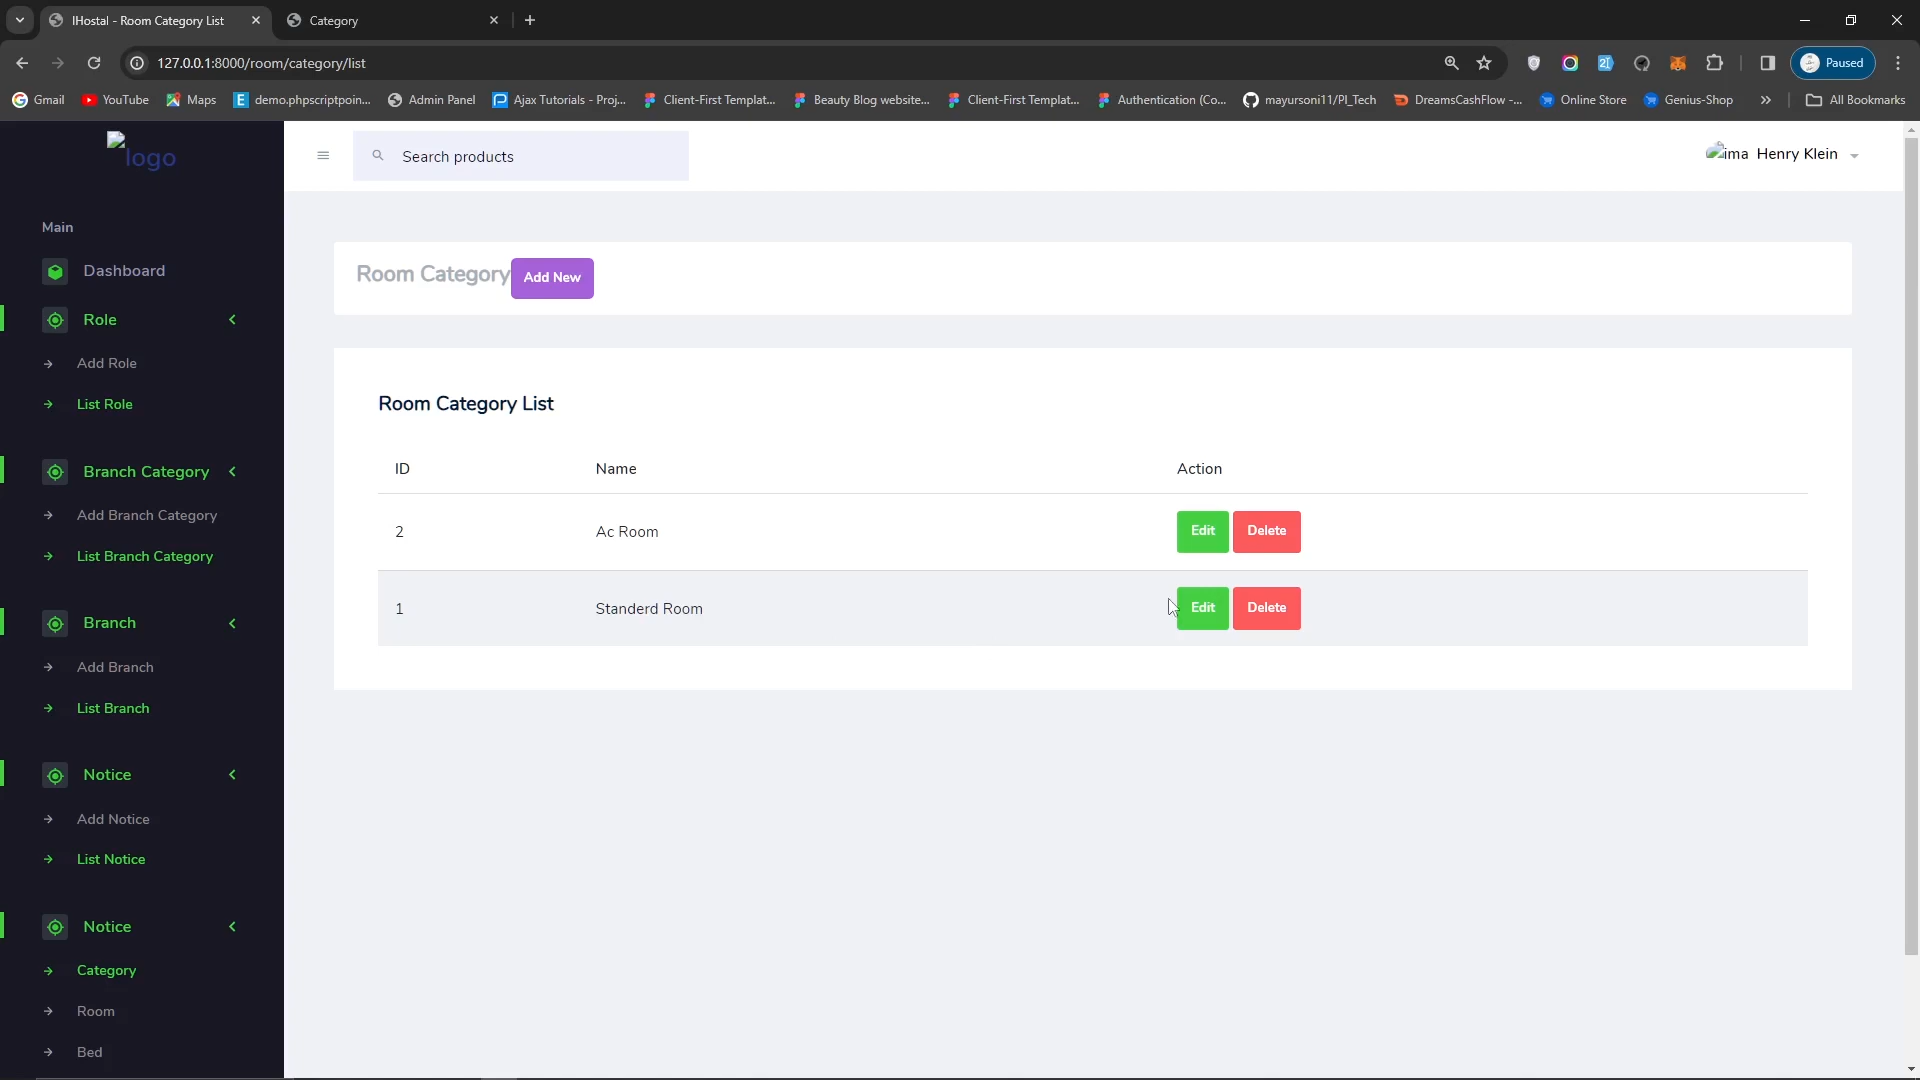 IHostal - Room Category List
Category
127.0.0.1:8000/room/category/list
Paused
Gmail
YouTube
Maps
demo.phpscriptpoin...
Admin Panel
Ajax Tutorials - Proj...
Client-First Templat...
Beauty Blog website...
Client-First Templat...
Authentication (Co...
mayursoni11/PI_Tech
DreamsCashFlow -...
Online Store
Genius-Shop
All Bookmarks
logo
Search products
ima Henry Klein
Main
Dashboard
Role
Add Role
List Role
Branch Category
Add Branch Category
List Branch Category
Branch
Add Branch
List Branch
Notice
Add Notice
List Notice
Notice
Category
Room
Bed
Room Category Add New
Room Category List
ID Name Action
2 Ac Room Edit Delete
1 Standerd Room Edit Delete